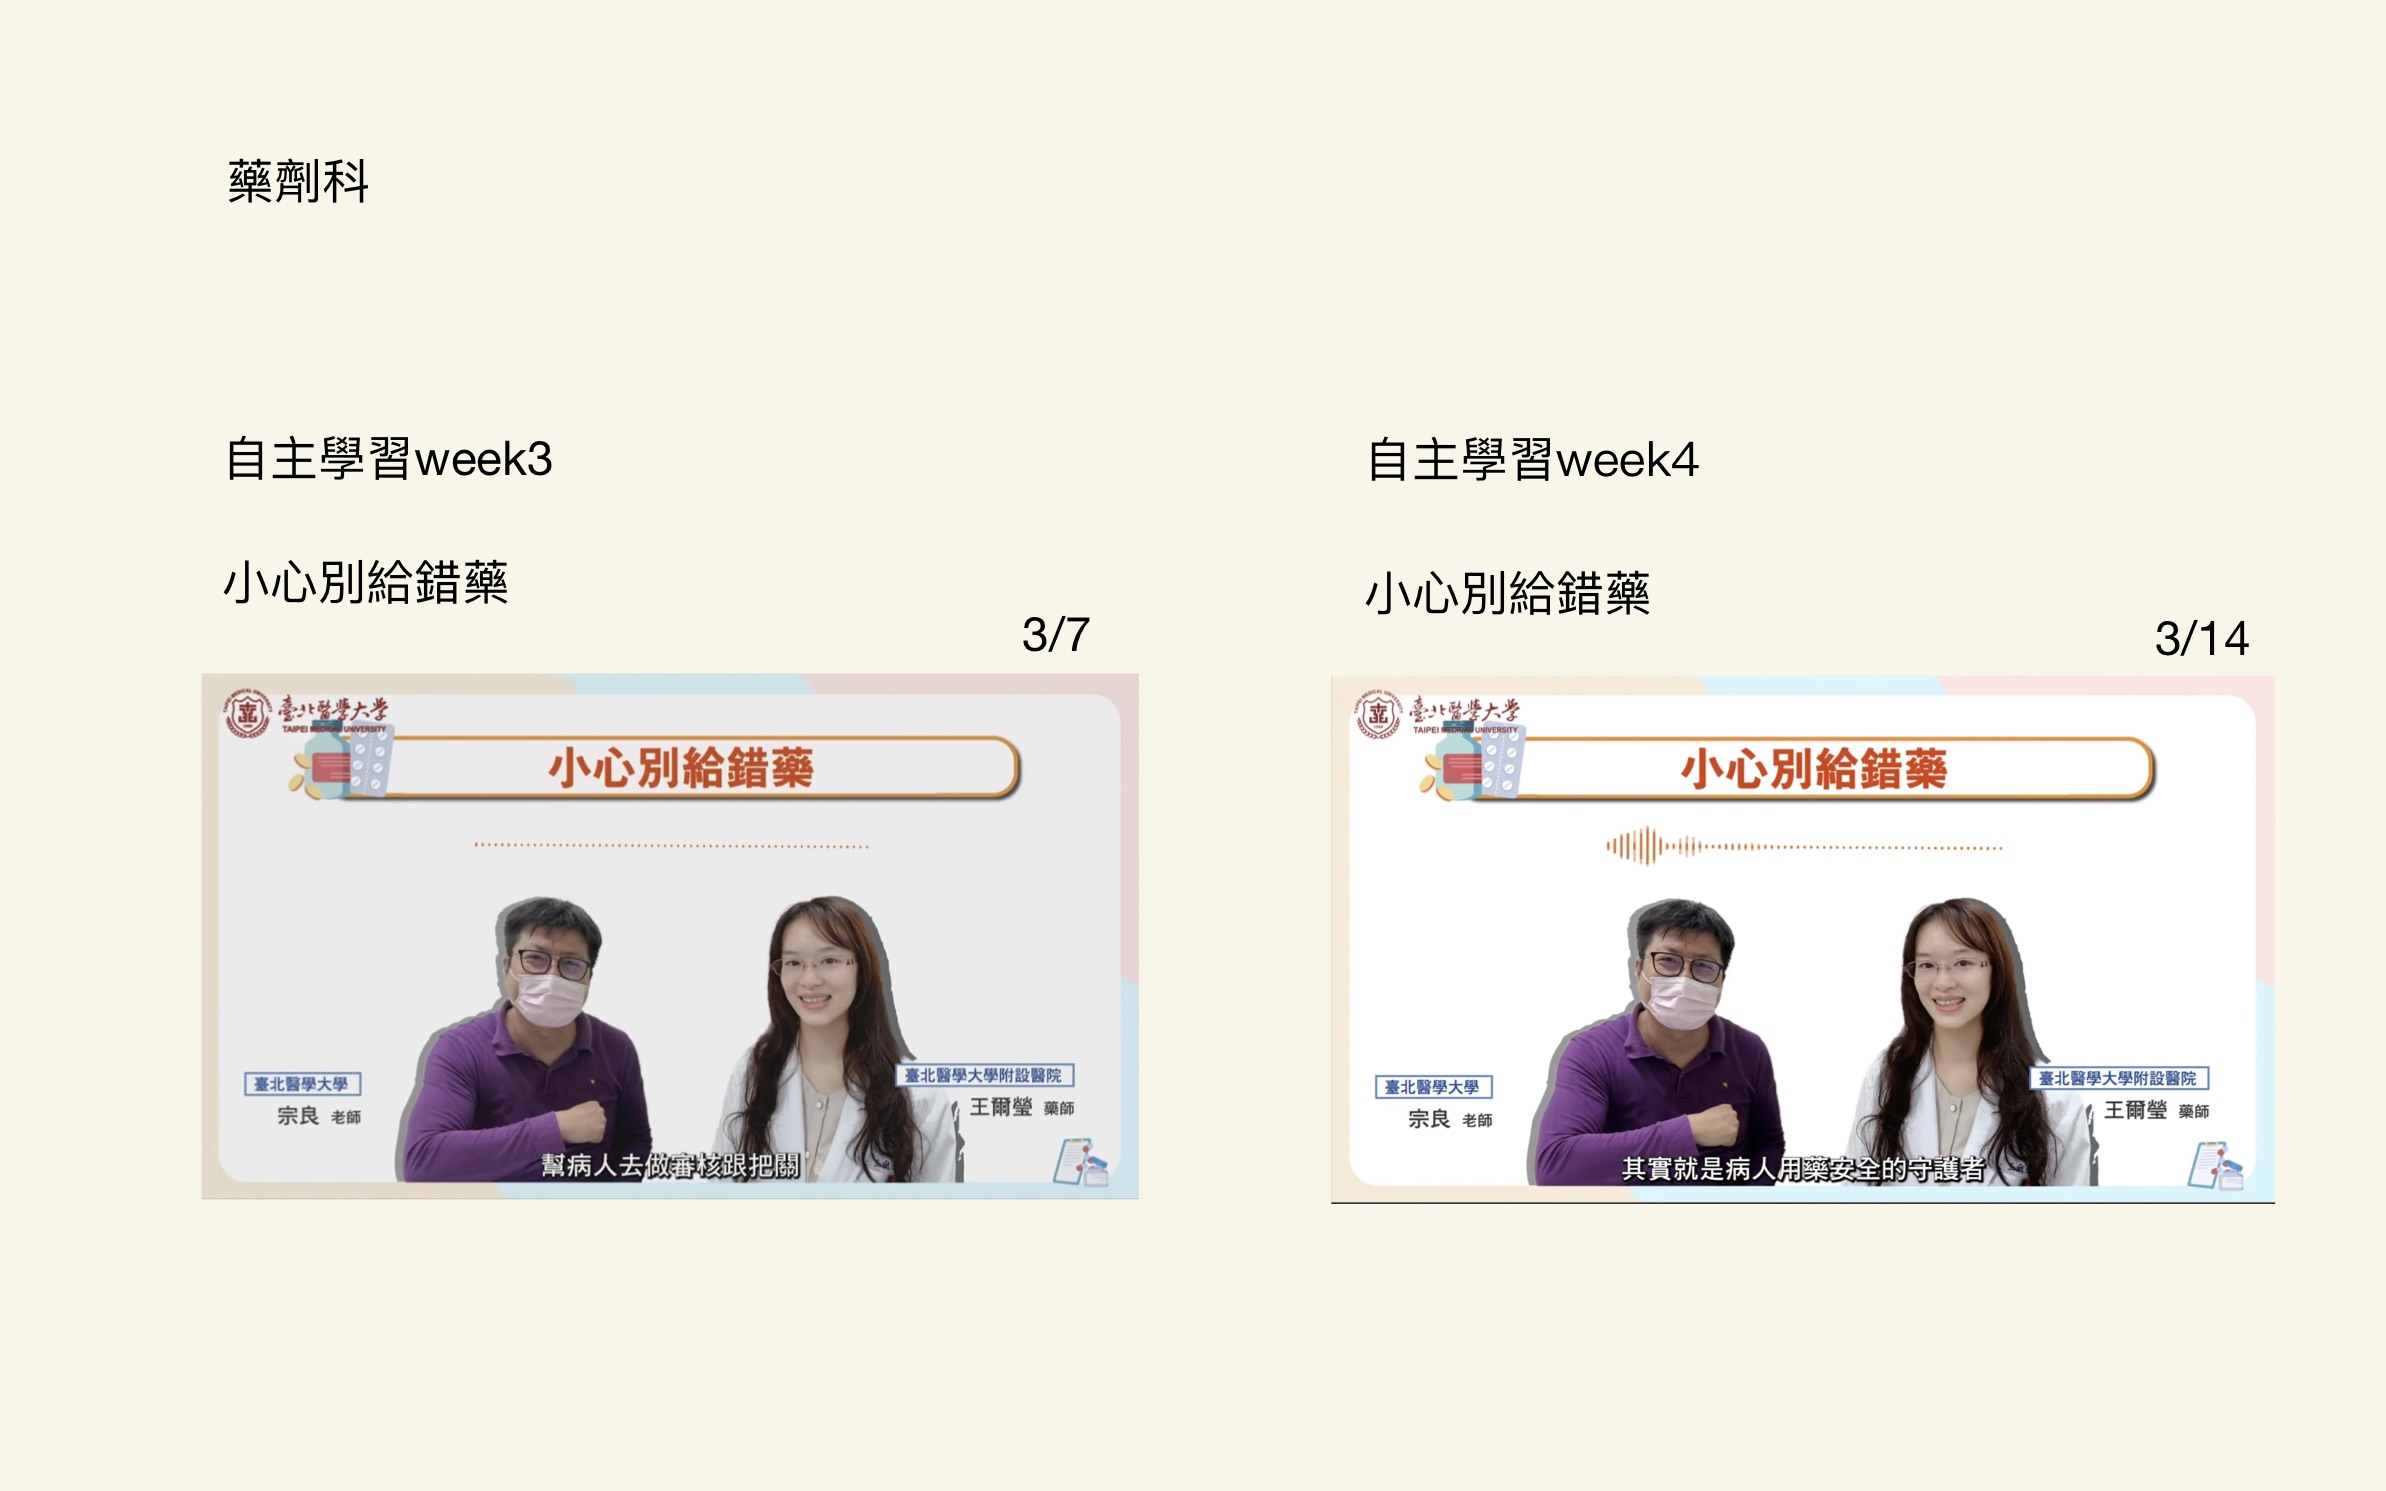 藥劑科
自主學習week3
小心別給錯藥
3/7
臺北醫學大學
TAIPEI MEDICAL UNIVERSITY
小心別給錯藥
臺北醫學大學
宗良 老師
臺北醫學大學附設醫院
王爾瑩 藥師
幫病人去做審核跟把關
自主學習week4
小心別給錯藥
3/14
臺北醫學大學
TAIPEI MEDICAL UNIVERSITY
小心別給錯藥
臺北醫學大學
宗良 老師
臺北醫學大學附設醫院
王爾瑩 藥師
其實就是病人用藥安全的守護者